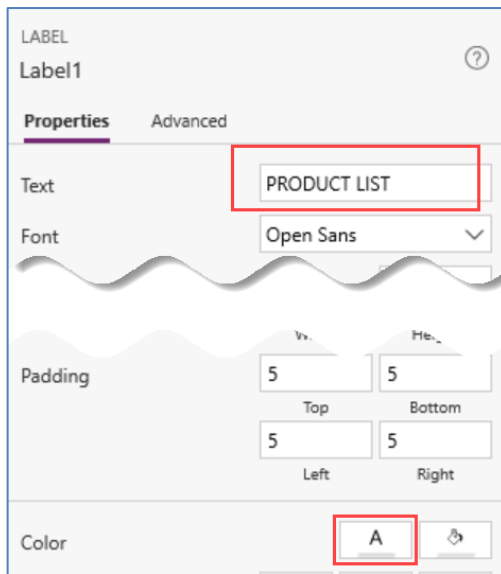 LABEL
Label1
Properties Advanced
Text PRODUCT LIST
Font Open Sans
Padding 5 5
Top Bottom
5 5
Left Right
Color A